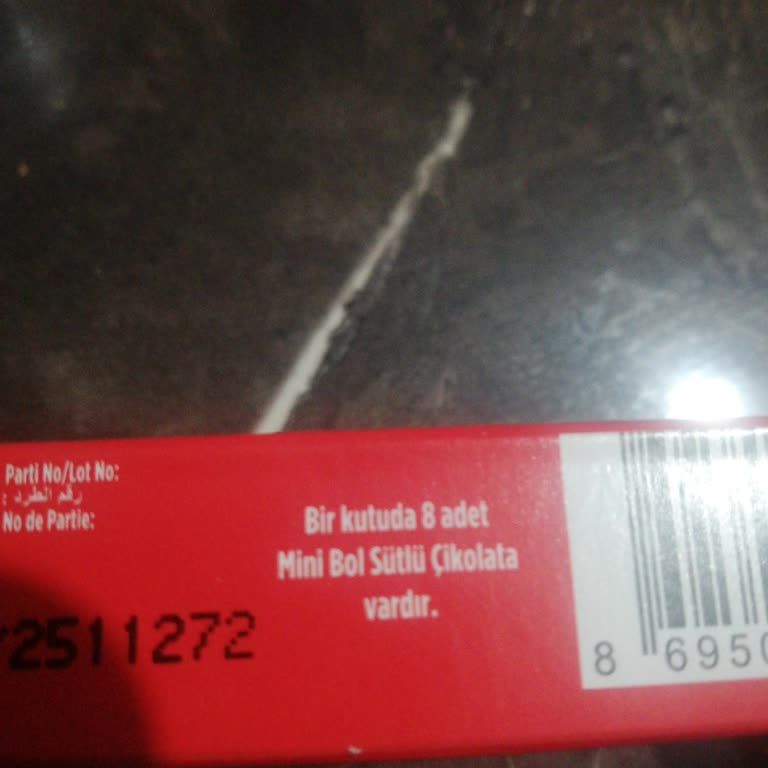 Parti No/Lot No:
رقم الطرد :
No de Partie:
2511272
Bir kutuda 8 adet
Mini Bol Sütlü Çikolata
vardır.
8 6950